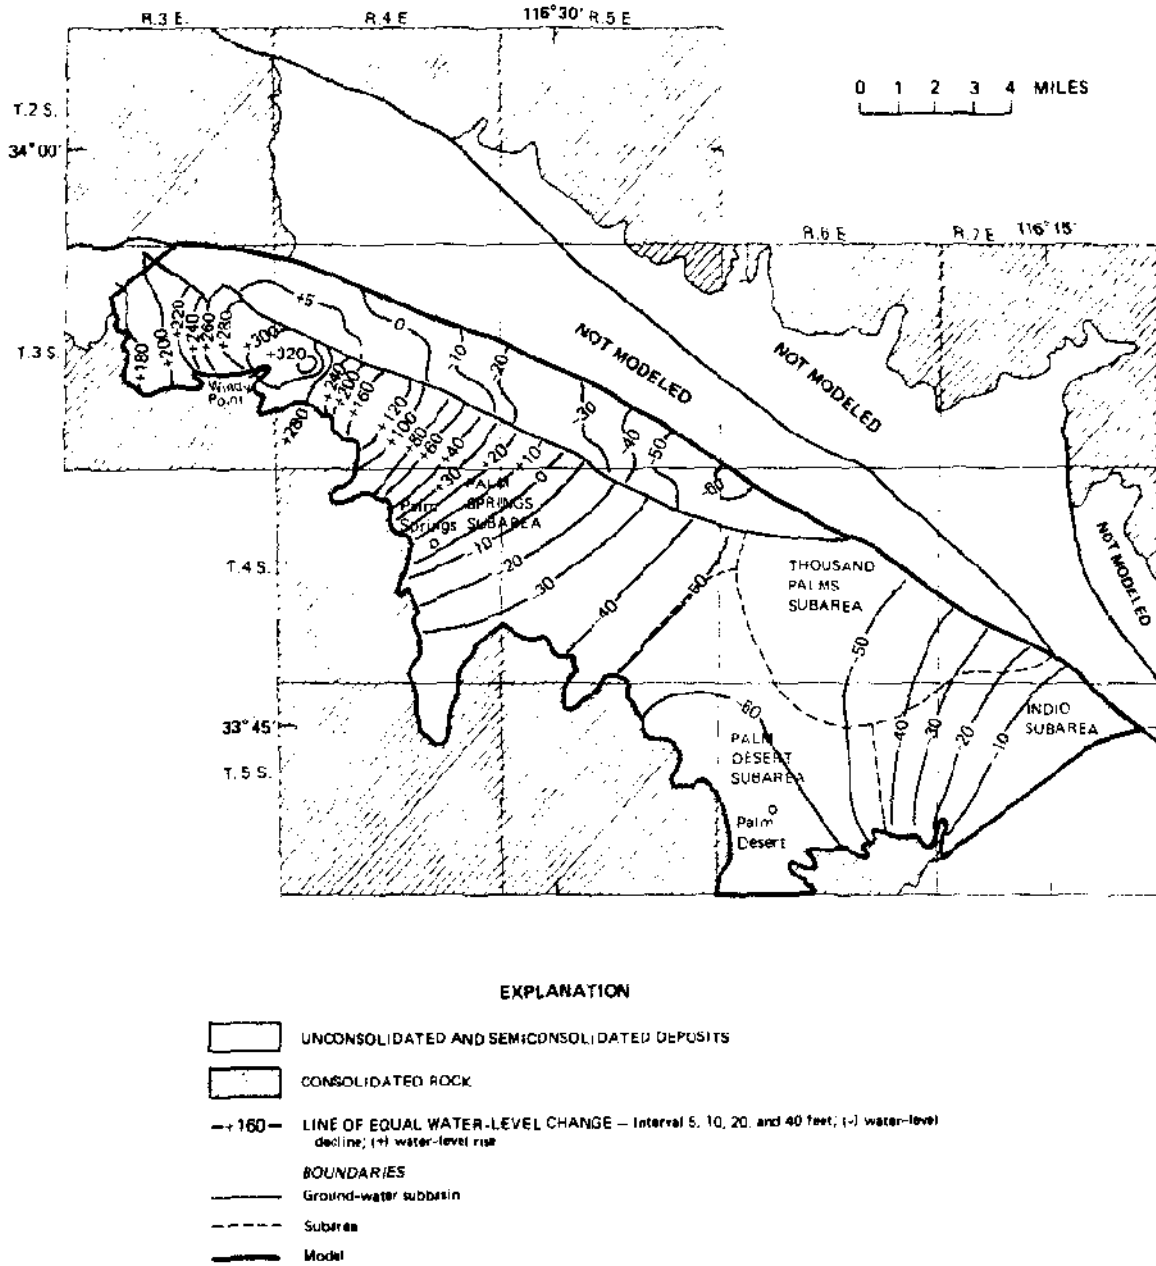 R.3 E.
R.4 E
116°30'
R.5 E
0 1 2 3 4 MILES
T.2 S.
34°00'
R.6 E
R.7 E
116°15'
T.3 S.
+180
+200
+220
+240
+260
+280
+300
+320
+5
0
-10
-20
NOT MODELED
NOT MODELED
Windy
Point
+280
+240
+200
+160
+120
+100
+80
+60
+40
+30
+20
+10
0
-30
-40
-50
-60
Palm
Springs
PALM
SPRINGS
SUBAREA
-10
-20
-30
-40
NOT MODELED
T.4 S.
THOUSAND
PALMS
SUBAREA
-50
33°45'
-60
40
30
-20
-10
INDIO
SUBAREA
PALM
DESERT
SUBAREA
T.5 S.
Palm
Desert
EXPLANATION
UNCONSOLIDATED AND SEMICONSOLIDATED DEPOSITS
CONSOLIDATED ROCK
—+160— LINE OF EQUAL WATER-LEVEL CHANGE — Interval 5, 10, 20, and 40 feet; (-) water-level
decline; (+) water-level rise
BOUNDARIES
Ground-water subbasin
Subarea
Model